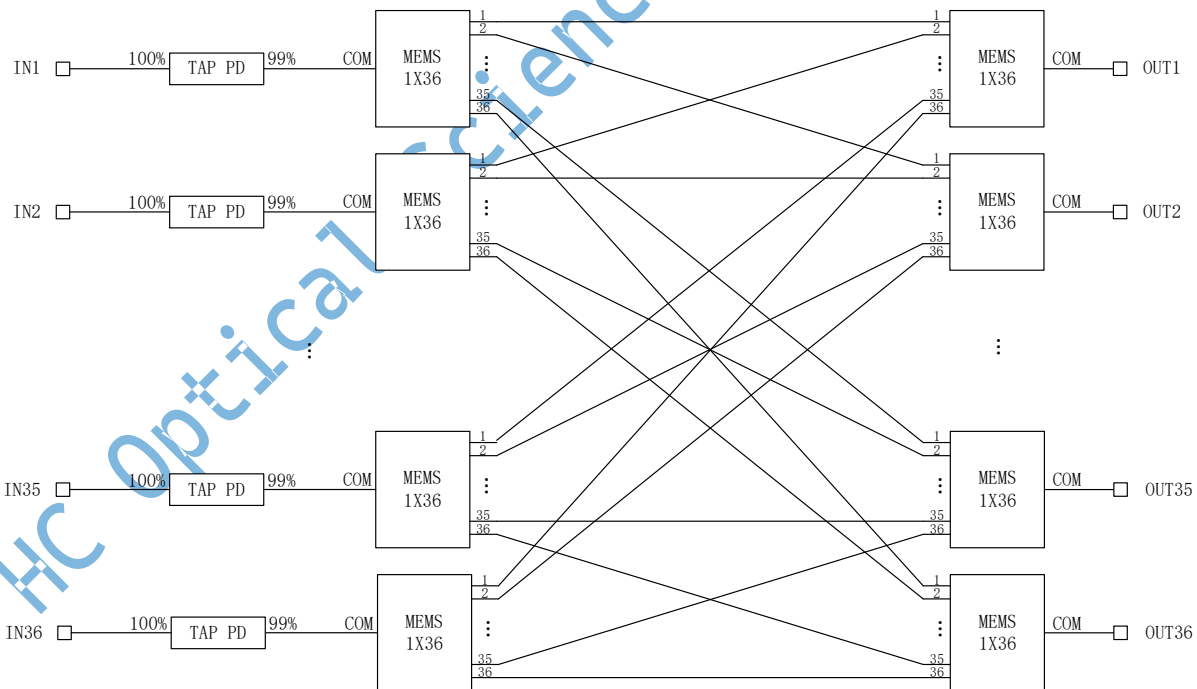 IN1 100% TAP PD 99% COM MEMS 1X36 1 2 ⋮ 35 36
1 2 ⋮ 35 36 MEMS 1X36 COM OUT1
IN2 100% TAP PD 99% COM MEMS 1X36 1 2 ⋮ 35 36
1 2 ⋮ 35 36 MEMS 1X36 COM OUT2
⋮ ⋮
IN35 100% TAP PD 99% COM MEMS 1X36 1 2 ⋮ 35 36
1 2 ⋮ 35 36 MEMS 1X36 COM OUT35
IN36 100% TAP PD 99% COM MEMS 1X36 1 2 ⋮ 35 36
1 2 ⋮ 35 36 MEMS 1X36 COM OUT36
HC Optical